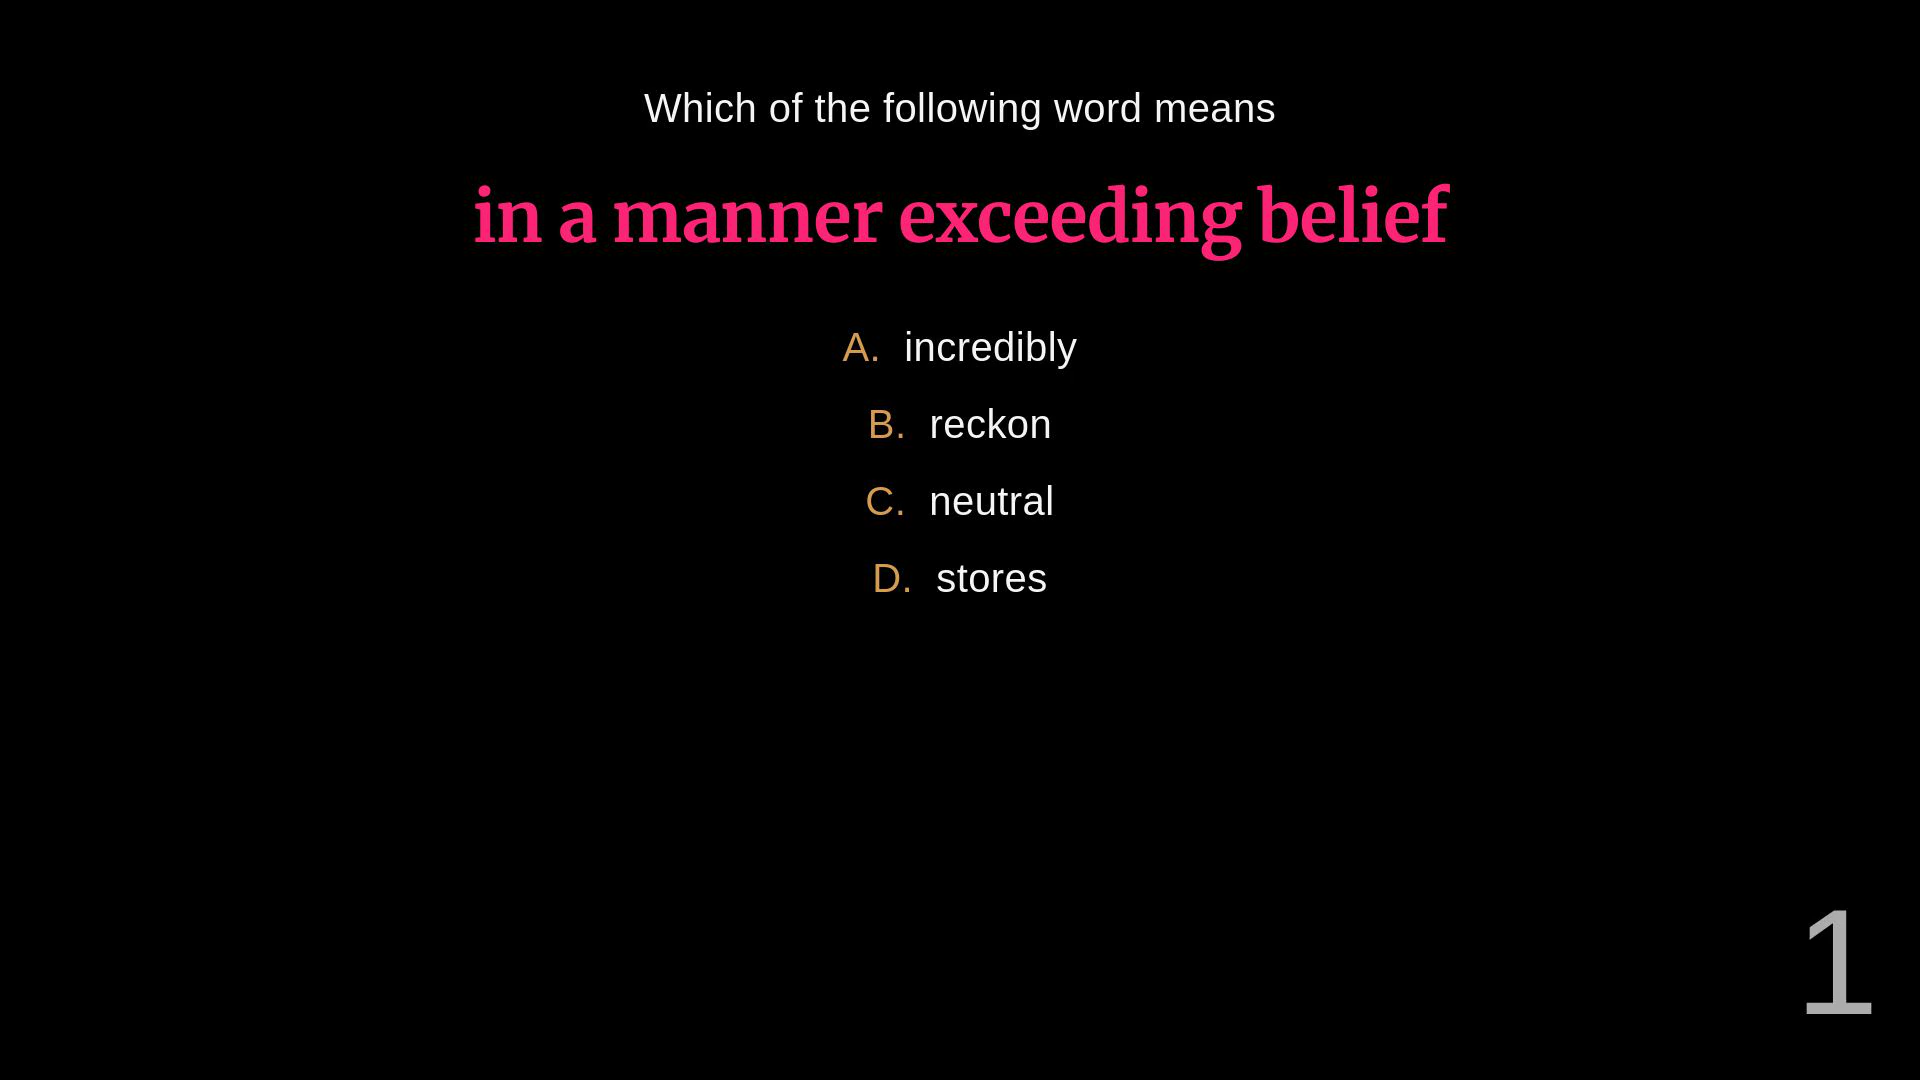 Which of the following word means
in a manner exceeding belief
A. incredibly
B. reckon
C. neutral
D. stores
1